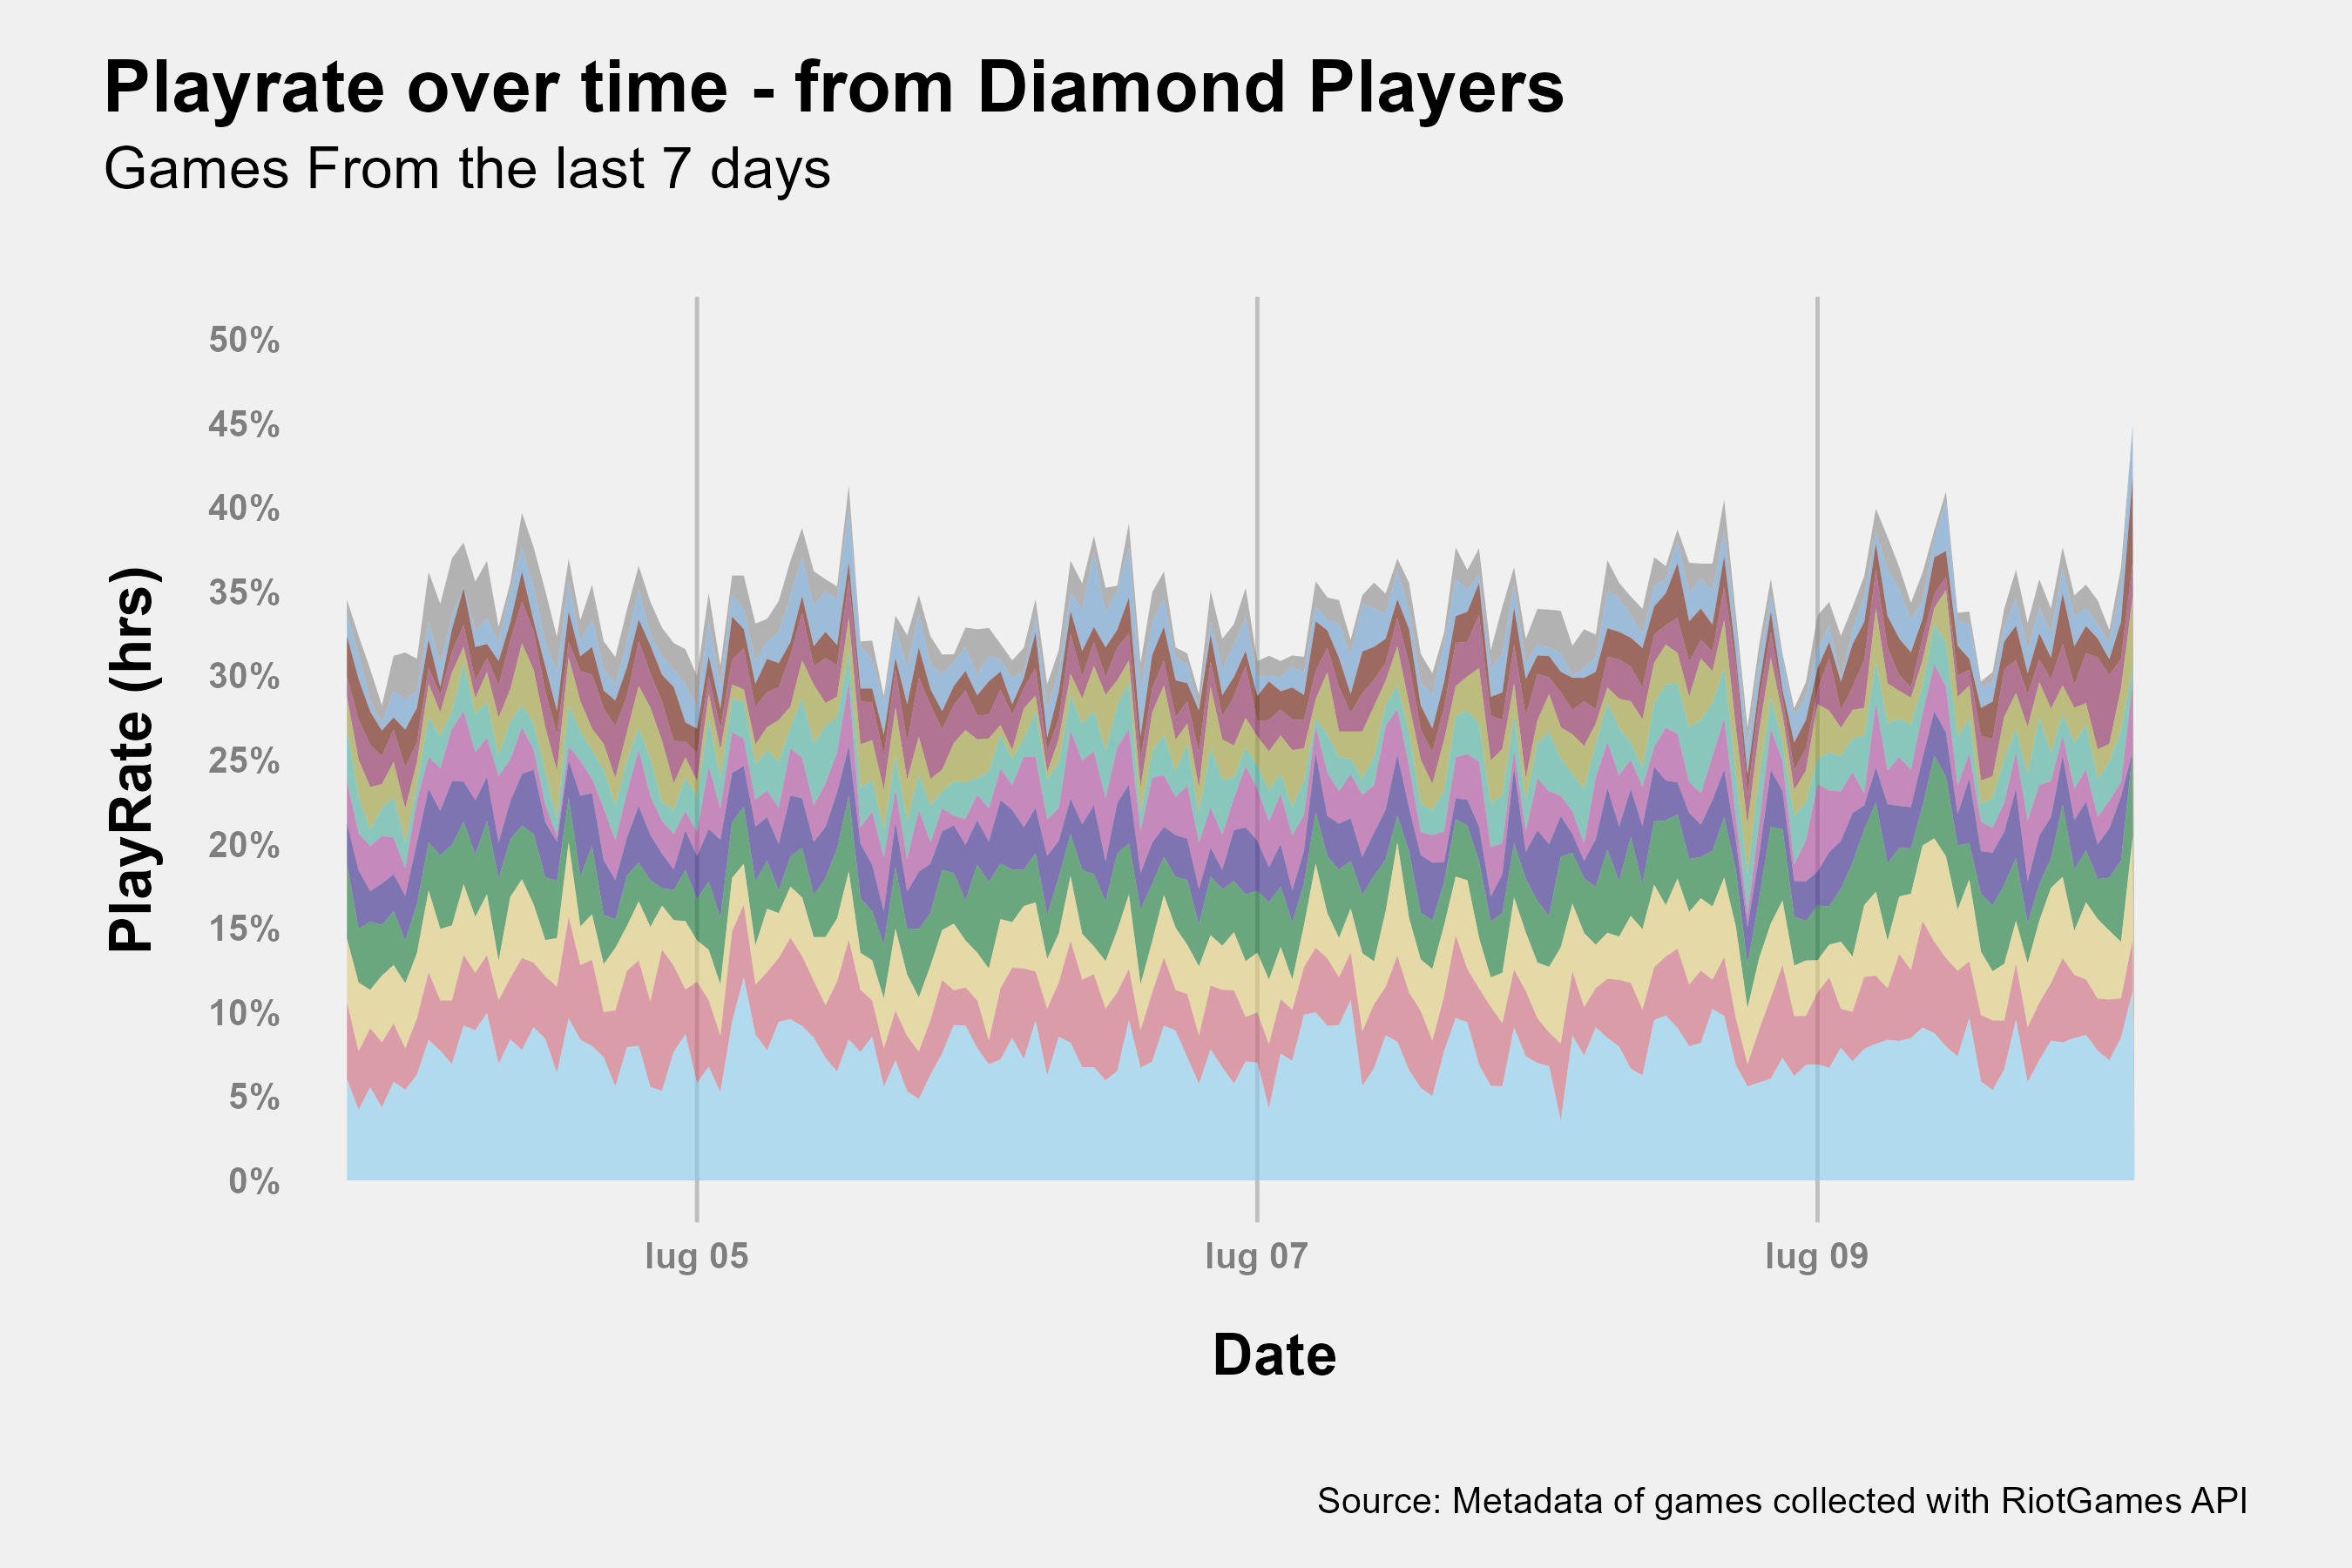 Playrate over time - from Diamond Players
Games From the last 7 days
50%
45%
40%
35%
30%
25%
20%
15%
10%
5%
0%
PlayRate (hrs)
lug 05
lug 07
lug 09
Date
Source: Metadata of games collected with RiotGames API